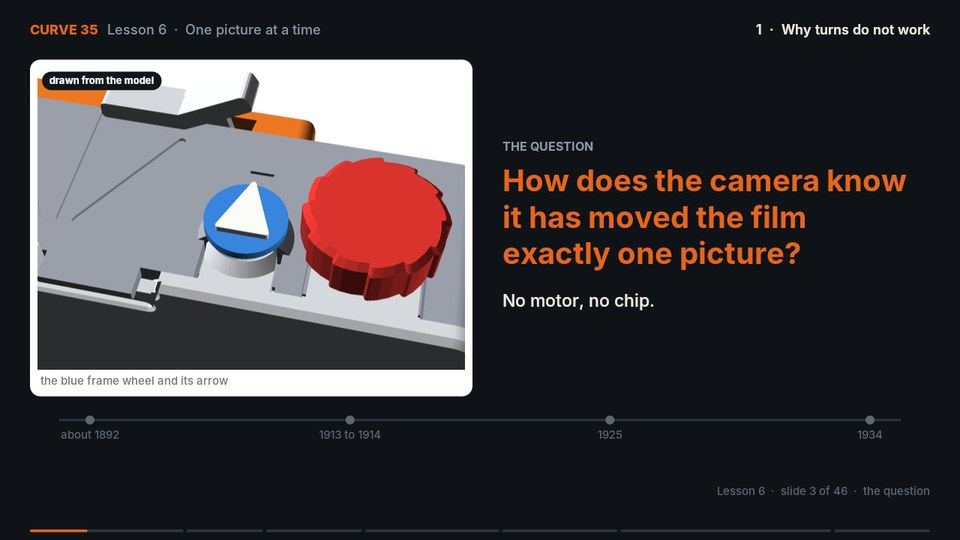 CURVE 35 Lesson 6 · One picture at a time
1 · Why turns do not work
drawn from the model
the blue frame wheel and its arrow
THE QUESTION
How does the camera know
it has moved the film
exactly one picture?
No motor, no chip.
about 1892
1913 to 1914
1925
1934
Lesson 6 · slide 3 of 46 · the question